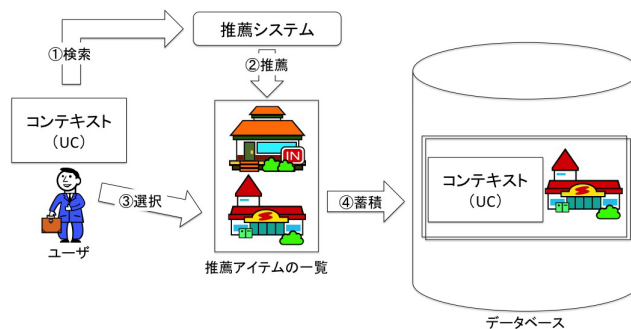 推薦システム
①検索
②推薦
コンテキスト
(UC)
IN
③選択
ユーザ
推薦アイテムの一覧
④蓄積
コンテキスト
(UC)
データベース